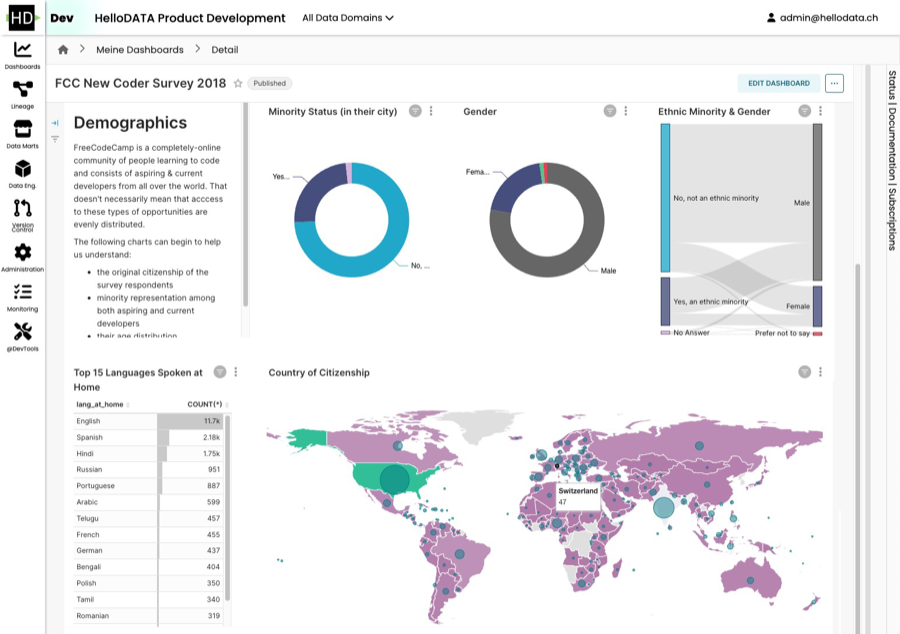 HD Dev HelloDATA Product Development All Data Domains admin@hellodata.ch
Dashboards
Lineage
Data Marts
Data Eng.
Version
Control
Administration
Monitoring
@DevTools
Meine Dashboards > Detail
FCC New Coder Survey 2018 Published EDIT DASHBOARD ...
Status | Documentation | Subscriptions
Demographics
FreeCodeCamp is a completely-online
community of people learning to code
and consists of aspiring & current
developers from all over the world. That
doesn't necessarily mean that acccess
to these types of opportunities are
evenly distributed.
The following charts can begin to help
us understand:
• the original citizenship of the
survey respondents
• minority representation among
both aspiring and current
developers
• their age distribution
Minority Status (in their city)
Yes...
No, ...
Gender
Fema...
Male
Ethnic Minority & Gender
No, not an ethnic minority
Male
Yes, an ethnic minority
Female
No Answer
Prefer not to say
Top 15 Languages Spoken at
Home
lang_at_home COUNT(*)
English 11.7k
Spanish 2.18k
Hindi 1.75k
Russian 951
Portuguese 887
Arabic 599
Telugu 457
French 455
German 437
Bengali 404
Polish 350
Tamil 340
Romanian 319
Country of Citizenship
Switzerland
47